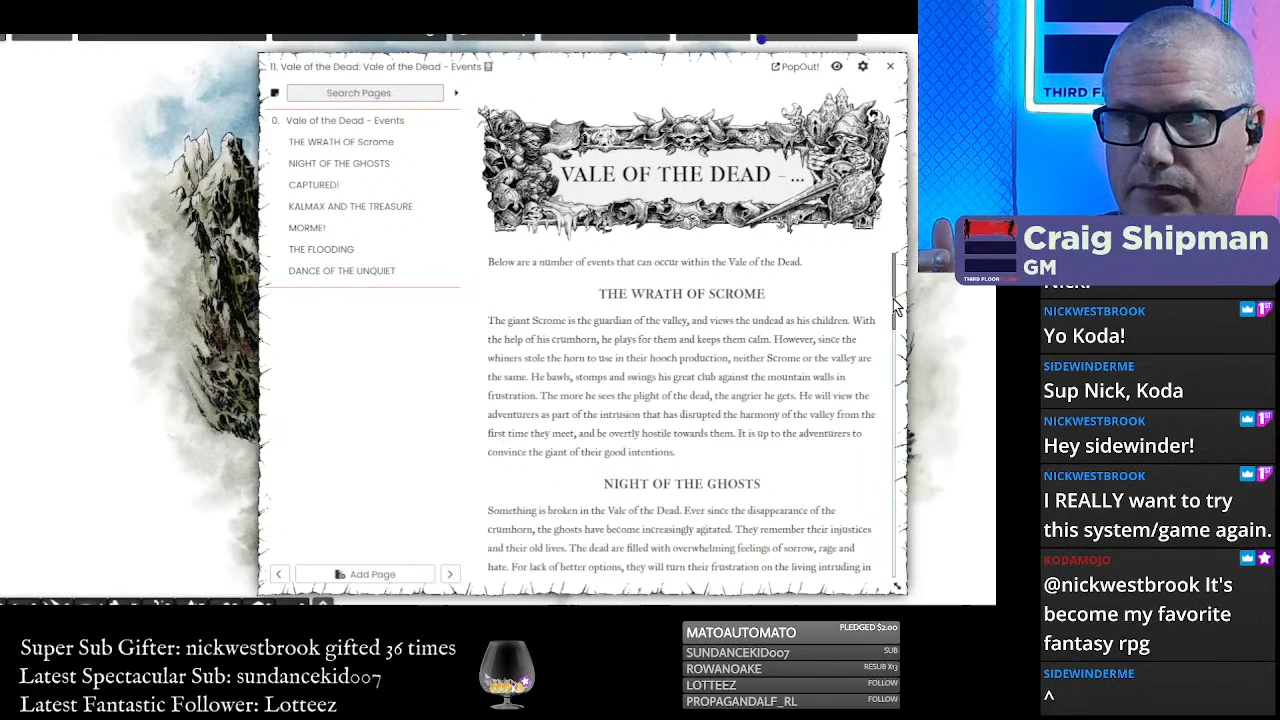 11. Vale of the Dead: Vale of the Dead - Events
PopOut!
Search Pages
0. Vale of the Dead - Events
THE WRATH OF Scrome
NIGHT OF THE GHOSTS
CAPTURED!
KALMAX AND THE TREASURE
MORME!
THE FLOODING
DANCE OF THE UNQUIET
Add Page
VALE OF THE DEAD - ...
Below are a number of events that can occur within the Vale of the Dead.
THE WRATH OF SCROME
The giant Scrome is the guardian of the valley, and views the undead as his children. With
the help of his crumhorn, he plays for them and keeps them calm. However, since the
whiners stole the horn to use in their hooch production, neither Scrome or the valley are
the same. He bawls, stomps and swings his great club against the mountain walls in
frustration. The more he sees the plight of the dead, the angrier he gets. He will view the
adventurers as part of the intrusion that has disrupted the harmony of the valley from the
first time they meet, and be overtly hostile towards them. It is up to the adventurers to
convince the giant of their good intentions.
NIGHT OF THE GHOSTS
Something is broken in the Vale of the Dead. Ever since the disappearance of the
crumhorn, the ghosts have become increasingly agitated. They remember their injustices
and their old lives. The dead are filled with overwhelming feelings of sorrow, rage and
hate. For lack of better options, they will turn their frustration on the living intruding in
THIRD FL
Craig Shipman
GM
THIRD FLOOR
NICKWESTBROOK
Yo Koda!
SIDEWINDERME
Sup Nick, Koda
NICKWESTBROOK
Hey sidewinder!
NICKWESTBROOK
I REALLY want to try
this system/game again.
KODAMOJO
@nickwestbrook It's
become my favorite
fantasy rpg
SIDEWINDERME
^
Super Sub Gifter: nickwestbrook gifted 36 times
Latest Spectacular Sub: sundancekid007
Latest Fantastic Follower: Lotteez
MATOAUTOMATO PLEDGED $2.00
SUNDANCEKID007 SUB
ROWANOAKE RESUB X13
LOTTEEZ FOLLOW
PROPAGANDALF_RL FOLLOW